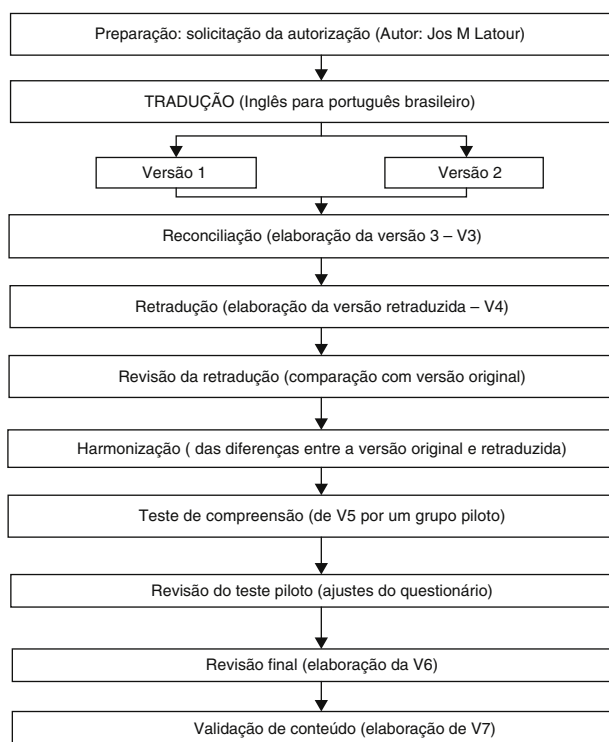 Preparação: solicitação da autorização (Autor: Jos M Latour)
TRADUÇÃO (Inglês para português brasileiro)
Versão 1
Versão 2
Reconciliação (elaboração da versão 3 – V3)
Retradução (elaboração da versão retraduzida – V4)
Revisão da retradução (comparação com versão original)
Harmonização ( das diferenças entre a versão original e retraduzida)
Teste de compreensão (de V5 por um grupo piloto)
Revisão do teste piloto (ajustes do questionário)
Revisão final (elaboração da V6)
Validação de conteúdo (elaboração de V7)